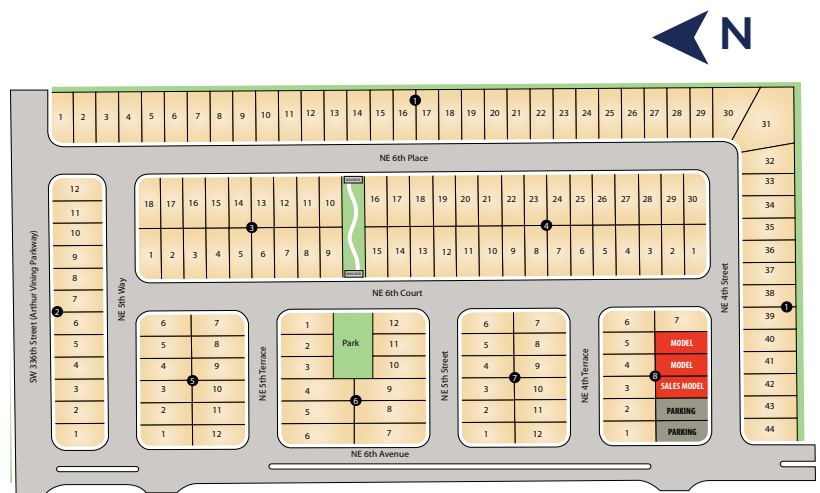 N
1
1 2 3 4 5 6 7 8 9 10 11 12 13 14 15 16 17 18 19 20 21 22 23 24 25 26 27 28 29 30
31
32
33
34
35
36
37
38
1
39
40
41
42
43
44
NE 6th Place
SW 336th Street (Arthur Vining Parkway)
12
11
10
9
8
7
2
6
5
4
3
2
1
NE 5th Way
18 17 16 15 14 13 12 11 10
3
1 2 3 4 5 6 7 8 9
16 17 18 19 20 21 22 23 24 25 26 27 28 29 30
4
15 14 13 12 11 10 9 8 7 6 5 4 3 2 1
NE 6th Court
NE 4th Street
6 7
5 8
4 9
5
3 10
2 11
1 12
NE 5th Terrace
1 Park 12
2 11
3 10
4 9
6
5 8
6 7
NE 5th Street
6 7
5 8
4 9
7
3 10
2 11
1 12
NE 4th Terrace
6 7
5 MODEL
4 MODEL
8
3 SALES MODEL
2 PARKING
1 PARKING
NE 6th Avenue